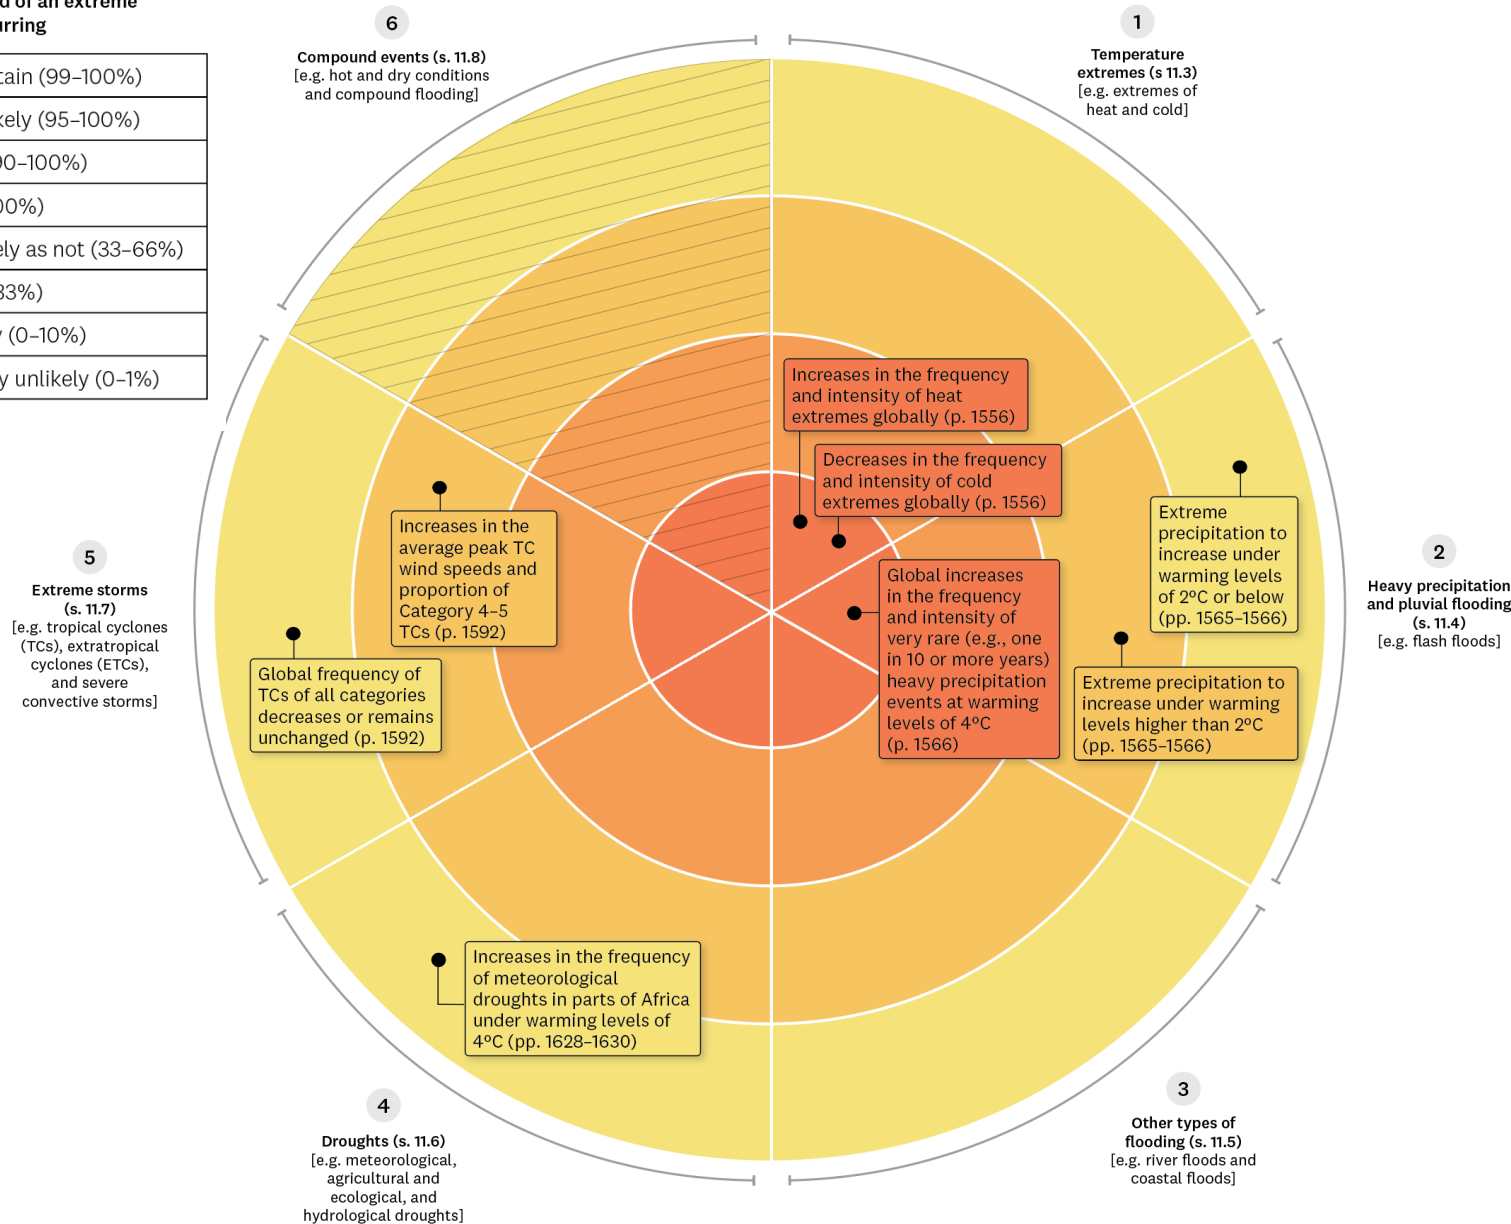 d of an extreme
urring
tain (99–100%)
kely (95–100%)
90–100%)
00%)
ely as not (33–66%)
33%)
y (0–10%)
y unlikely (0–1%)
6
Compound events (s. 11.8)
[e.g. hot and dry conditions
and compound flooding]
1
Temperature
extremes (s 11.3)
[e.g. extremes of
heat and cold]
Increases in the frequency
and intensity of heat
extremes globally (p. 1556)
Decreases in the frequency
and intensity of cold
extremes globally (p. 1556)
Global increases
in the frequency
and intensity of
very rare (e.g., one
in 10 or more years)
heavy precipitation
events at warming
levels of 4ºC
(p. 1566)
Extreme
precipitation to
increase under
warming levels
of 2ºC or below
(pp. 1565–1566)
Extreme precipitation to
increase under warming
levels higher than 2ºC
(pp. 1565–1566)
2
Heavy precipitation
and pluvial flooding
(s. 11.4)
[e.g. flash floods]
5
Extreme storms
(s. 11.7)
[e.g. tropical cyclones
(TCs), extratropical
cyclones (ETCs),
and severe
convective storms]
Increases in the
average peak TC
wind speeds and
proportion of
Category 4–5
TCs (p. 1592)
Global frequency of
TCs of all categories
decreases or remains
unchanged (p. 1592)
Increases in the frequency
of meteorological
droughts in parts of Africa
under warming levels of
4ºC (pp. 1628–1630)
4
Droughts (s. 11.6)
[e.g. meteorological,
agricultural and
ecological, and
hydrological droughts]
3
Other types of
flooding (s. 11.5)
[e.g. river floods and
coastal floods]